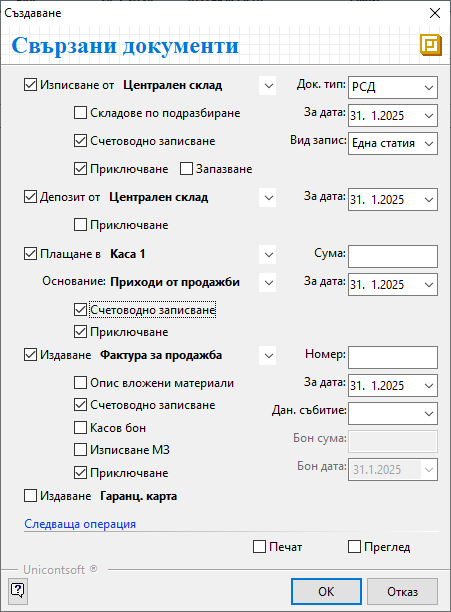 Създаване
Свързани документи
Изписване от Централен склад Док. тип: РСД
Складове по подразбиране За дата: 31. 1.2025
Счетоводно записване Вид запис: Една статия
Приключване Запазване
Депозит от Централен склад За дата: 31. 1.2025
Приключване
Плащане в Каса 1 Сума:
Основание: Приходи от продажби За дата: 31. 1.2025
Счетоводно записване
Приключване
Издаване Фактура за продажба Номер:
Опис вложени материали За дата: 31. 1.2025
Счетоводно записване Дан. събитие:
Касов бон Бон сума:
Изписване МЗ Бон дата: 31.1.2025
Приключване
Издаване Гаранц. карта
Следваща операция
Печат Преглед
Unicontsoft ®
ОК Отказ